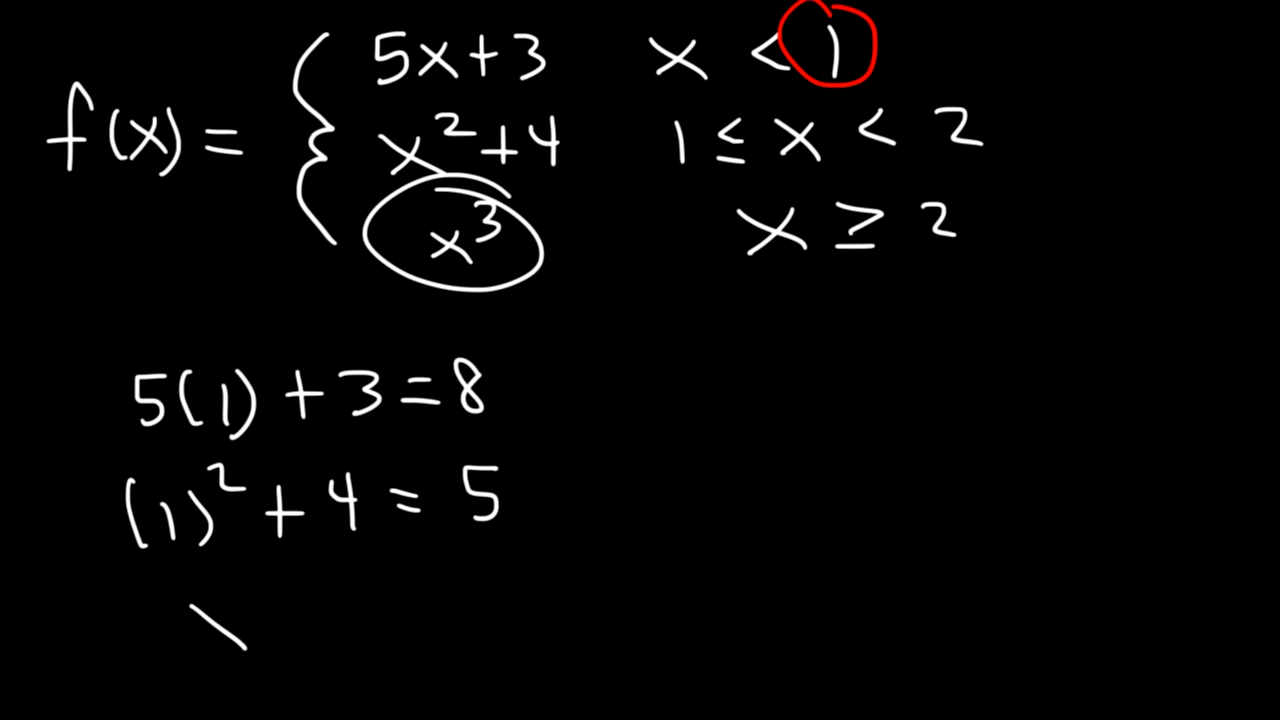 5x+3 x < 1
f(x) = { x²+4 1 ≤ x < 2
x³ x ≥ 2
5(1) + 3 = 8
(1)² + 4 = 5
\